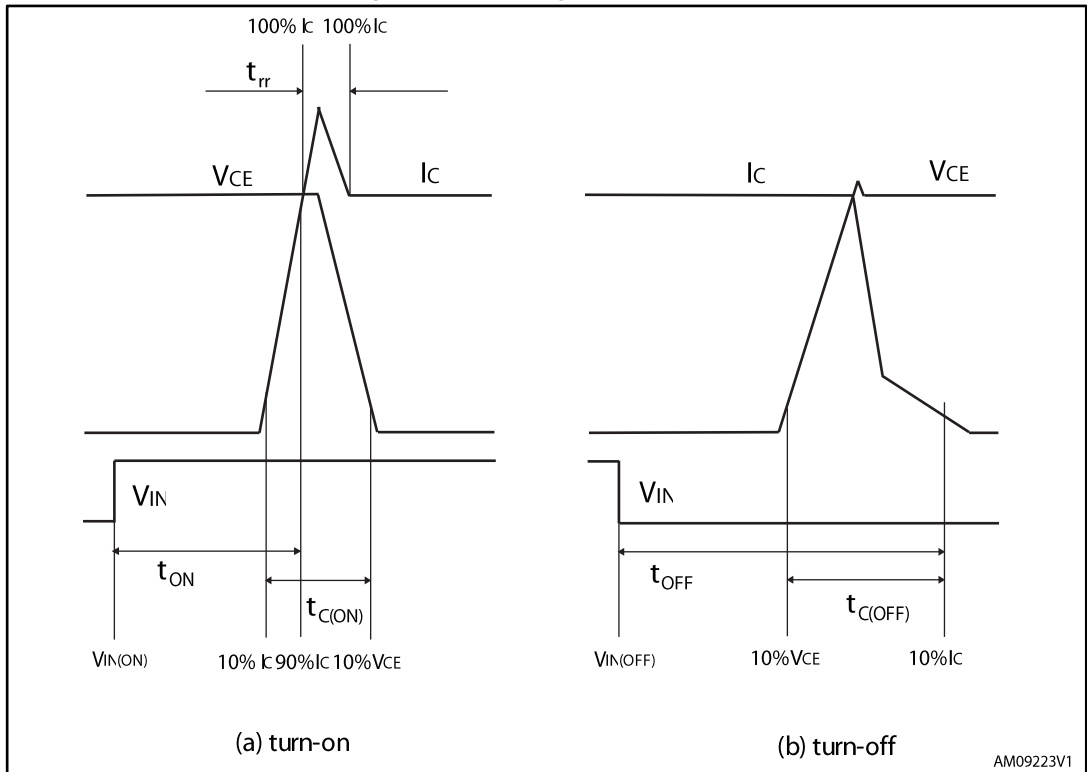 100% IC 100% IC
trr
VCE
IC
VIN
tON
tC(ON)
VIN(ON)
10% IC 90% IC 10% VCE
(a) turn-on
IC
VCE
VIN
tOFF
tC(OFF)
VIN(OFF)
10% VCE
10% IC
(b) turn-off
AM09223V1